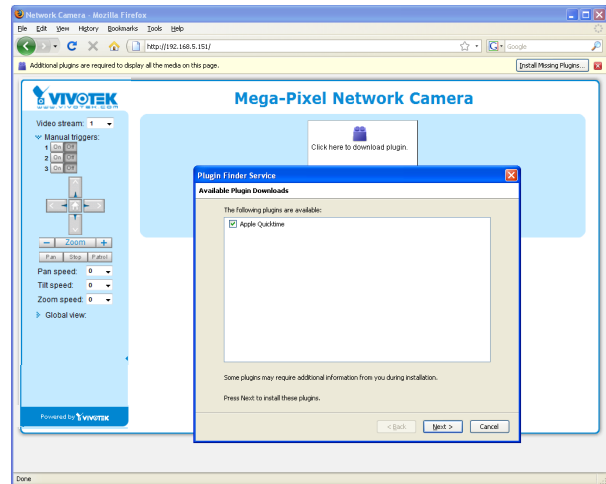 Network Camera - Mozilla Firefox
File Edit View History Bookmarks Tools Help
http://192.168.5.151/
Google
Additional plugins are required to display all the media on this page.
Install Missing Plugins...
VIVOTEK
www.vivotek.com
Mega-Pixel Network Camera
Video stream: 1
Manual triggers:
1 On Off
2 On Off
3 On Off
Click here to download plugin.
Zoom
Pan Stop Patrol
Pan speed: 0
Tilt speed: 0
Zoom speed: 0
Global view:
Powered by VIVOTEK
Plugin Finder Service
Available Plugin Downloads
The following plugins are available:
Apple Quicktime
Some plugins may require additional information from you during installation.
Press Next to install these plugins.
< Back Next > Cancel
Done